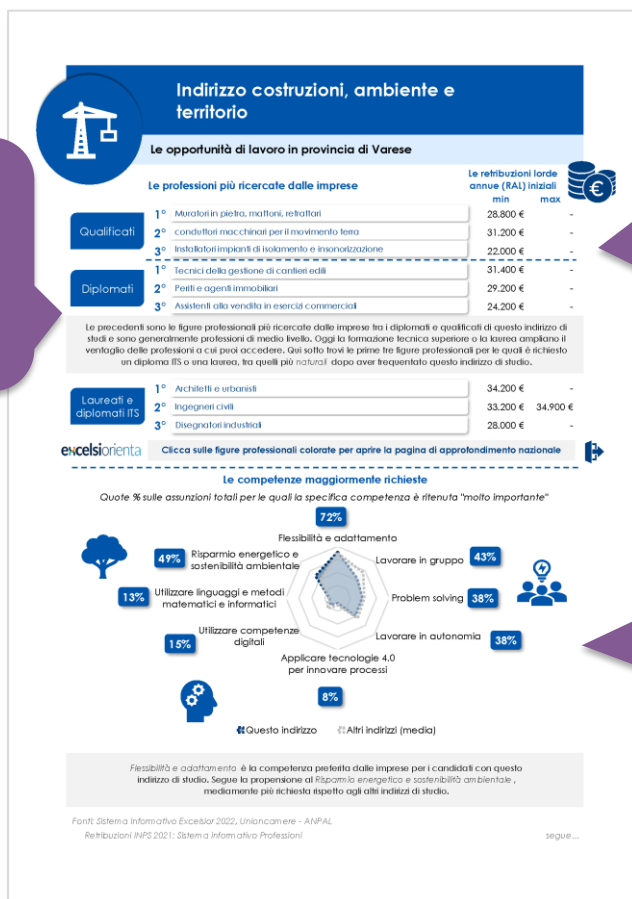 Indirizzo costruzioni, ambiente e
territorio
Le opportunità di lavoro in provincia di Varese
Le professioni più ricercate dalle imprese
Le retribuzioni lorde
annue (RAL) iniziali
min max
Qualificati
1° Muratori in pietra, mattoni, refrattari 28.800 € -
2° conduttori macchinari per il movimento terra 31.200 € -
3° Installatori impianti di isolamento e insonorizzazione 22.000 € -
Diplomati
1° Tecnici della gestione di cantieri edili 31.400 € -
2° Periti e agenti immobiliari 29.200 € -
3° Assistenti alla vendita in esercizi commerciali 24.200 € -
Le precedenti sono le figure professionali più ricercate dalle imprese tra i diplomati e qualificati di questo indirizzo di
studi e sono generalmente professioni di medio livello. Oggi la formazione tecnica superiore o la laurea ampliano il
ventaglio delle professioni a cui puoi accedere. Qui sotto trovi le prime tre figure professionali per le quali è richiesto
un diploma ITS o una laurea, tra quelli più naturali dopo aver frequentato questo indirizzo di studio.
Laureati e
diplomati ITS
1° Architetti e urbanisti 34.200 € -
2° Ingegneri civili 33.200 € 34.900 €
3° Disegnatori industriali 28.000 € -
excelsiorienta
Clicca sulle figure professionali colorate per aprire la pagina di approfondimento nazionale
Le competenze maggiormente richieste
Quote % sulle assunzioni totali per le quali la specifica competenza è ritenuta "molto importante"
72%
Flessibilità e adattamento
49% Risparmio energetico e
sostenibilità ambientale
Lavorare in gruppo 43%
13% Utilizzare linguaggi e metodi
matematici e informatici
Problem solving 38%
15% Utilizzare competenze
digitali
Lavorare in autonomia 38%
Applicare tecnologie 4.0
per innovare processi
8%
Questo indirizzo Altri indirizzi (media)
Flessibilità e adattamento è la competenza preferita dalle imprese per i candidati con questo
indirizzo di studio. Segue la propensione al Risparmio energetico e sostenibilità ambientale ,
mediamente più richiesta rispetto agli altri indirizzi di studio.
Fonti: Sistema Informativo Excelsior 2022, Unioncamere - ANPAL
Retribuzioni INPS 2021: Sistema Informativo Professioni
segue...